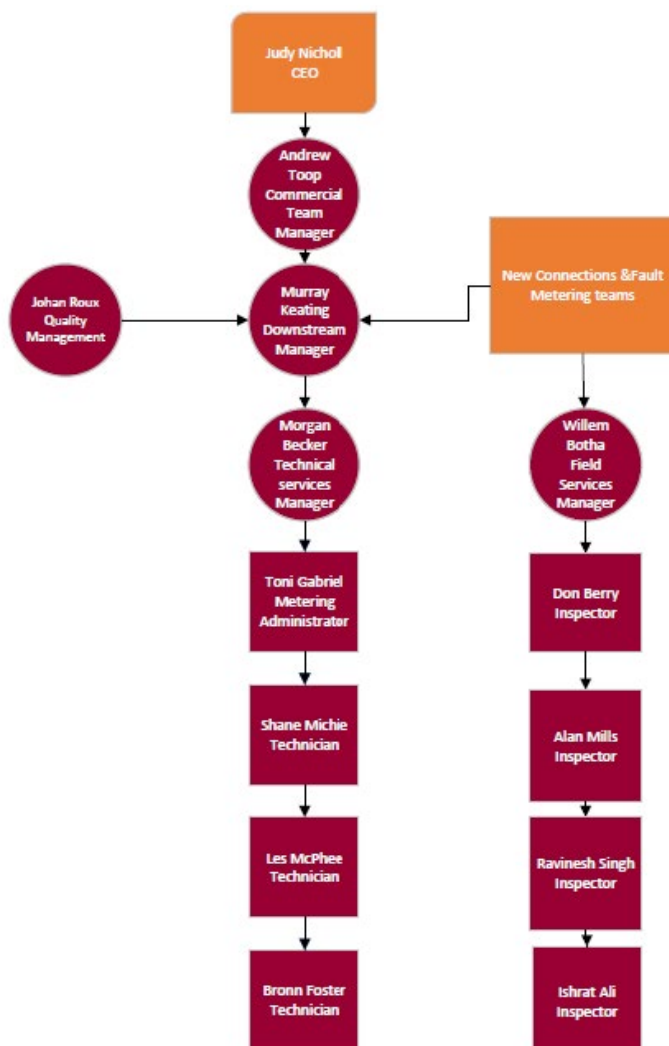 Judy Nicholl
CEO
Andrew
Toop
Commercial
Team
Manager
New Connections &Fault
Metering teams
Johan Roux
Quality
Management
Murray
Keating
Downstream
Manager
Morgan
Becker
Technical
services
Manager
Willem
Botha
Field
Services
Manager
Toni Gabriel
Metering
Administrator
Don Berry
Inspector
Shane Michie
Technician
Alan Mills
Inspector
Les McPhee
Technician
Ravinesh Singh
Inspector
Bronn Foster
Technician
Ishrat Ali
Inspector